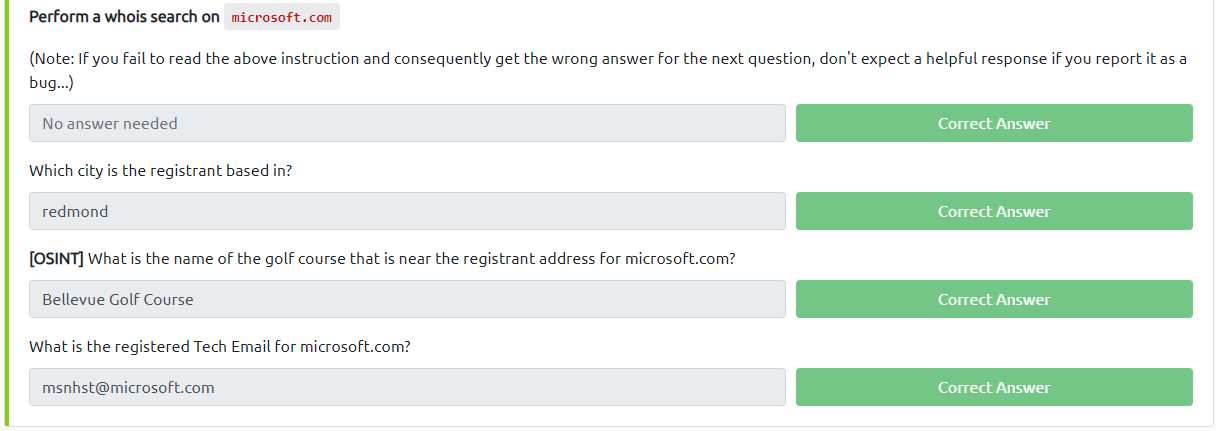 Perform a whois search on microsoft.com
(Note: If you fail to read the above instruction and consequently get the wrong answer for the next question, don't expect a helpful response if you report it as a
bug...)
No answer needed
Correct Answer
Which city is the registrant based in?
redmond
Correct Answer
[OSINT] What is the name of the golf course that is near the registrant address for microsoft.com?
Bellevue Golf Course
Correct Answer
What is the registered Tech Email for microsoft.com?
msnhst@microsoft.com
Correct Answer